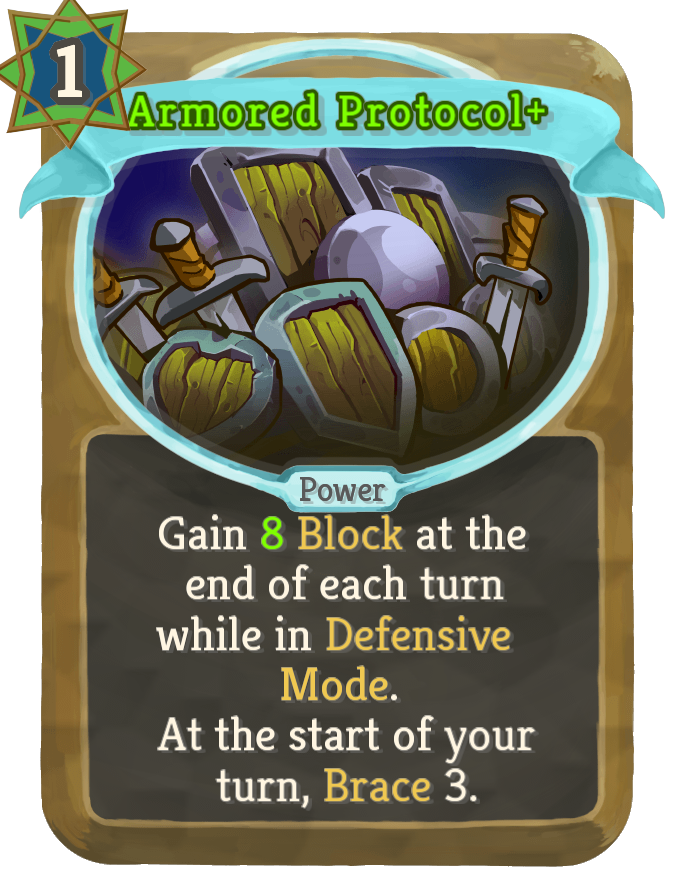 1
Armored Protocol+
Power
Gain 8 Block at the
end of each turn
while in Defensive
Mode.
At the start of your
turn, Brace 3.